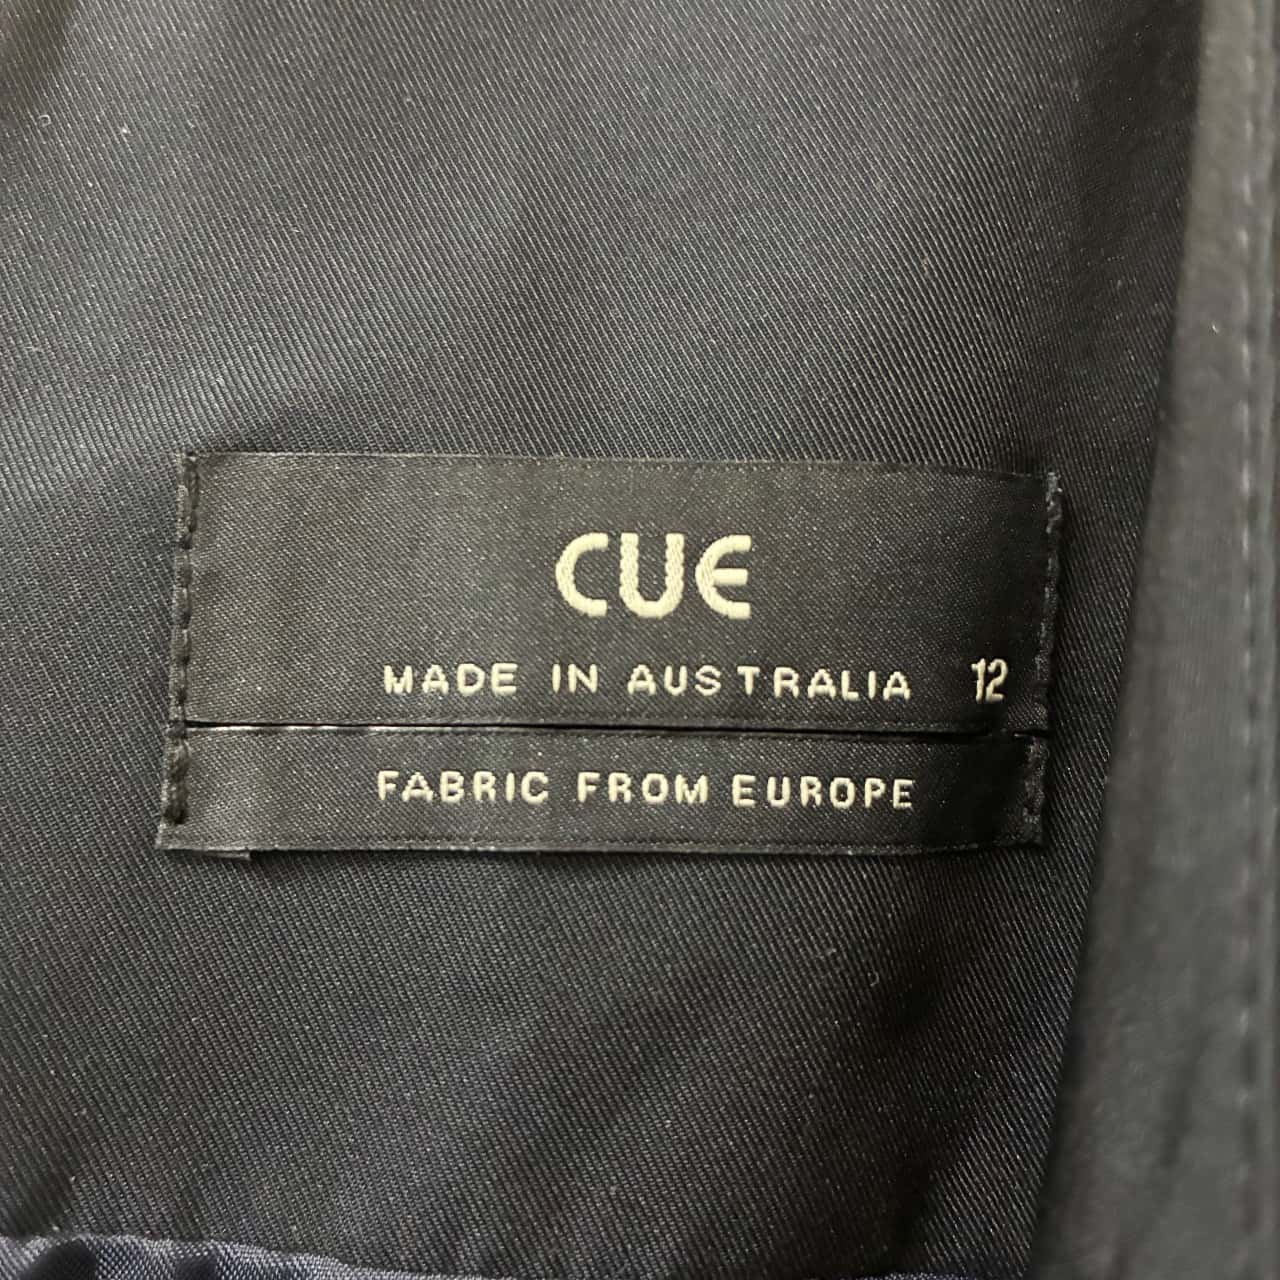 CUE
MADE IN AUSTRALIA 12
FABRIC FROM EUROPE